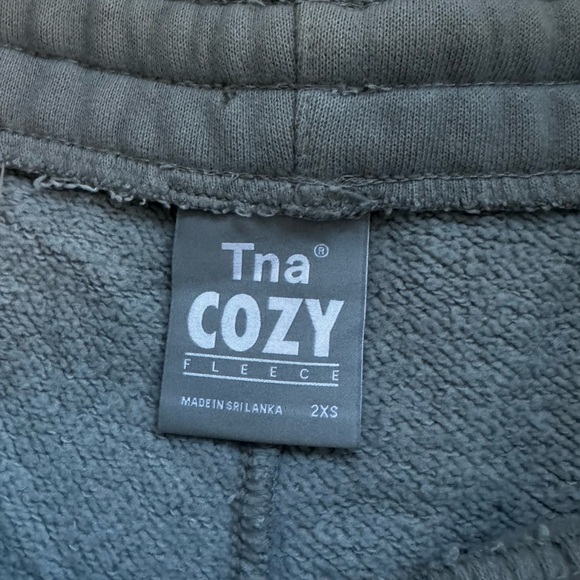 Tna®
COZY
FLEECE
MADE IN SRI LANKA 2XS